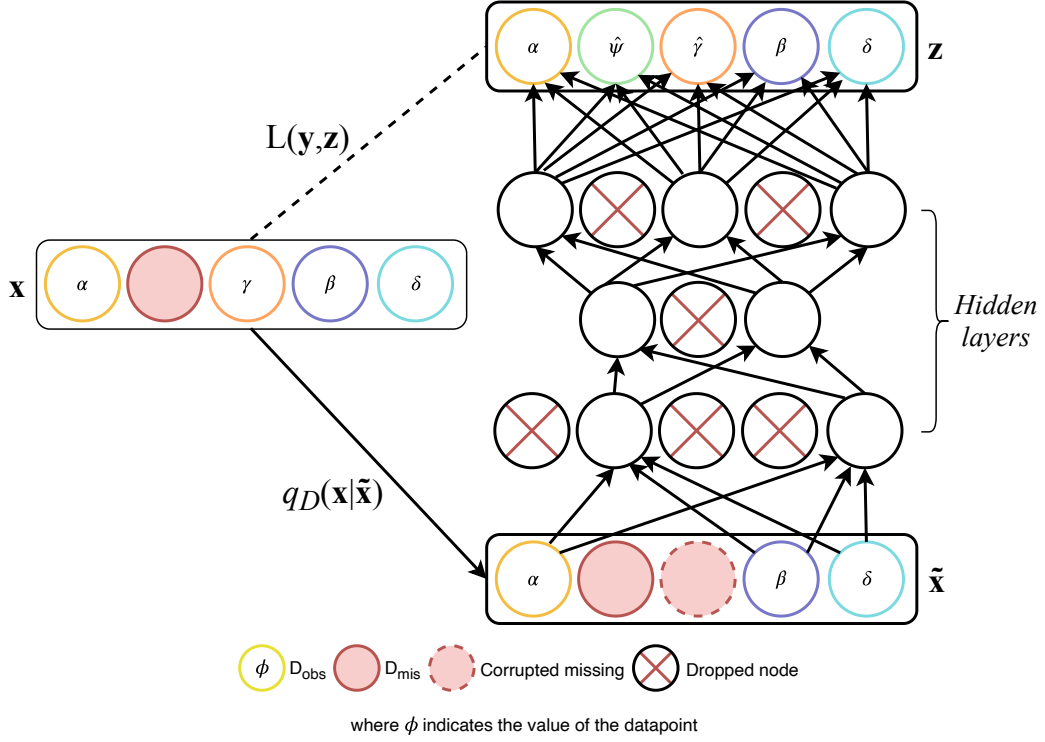 α ψ̂ γ̂ β δ
z
L(y,z)
x
α γ β δ
Hidden
layers
q_D(x|x̃)
α β δ
x̃
ϕ D_obs D_mis Corrupted missing Dropped node
where ϕ indicates the value of the datapoint